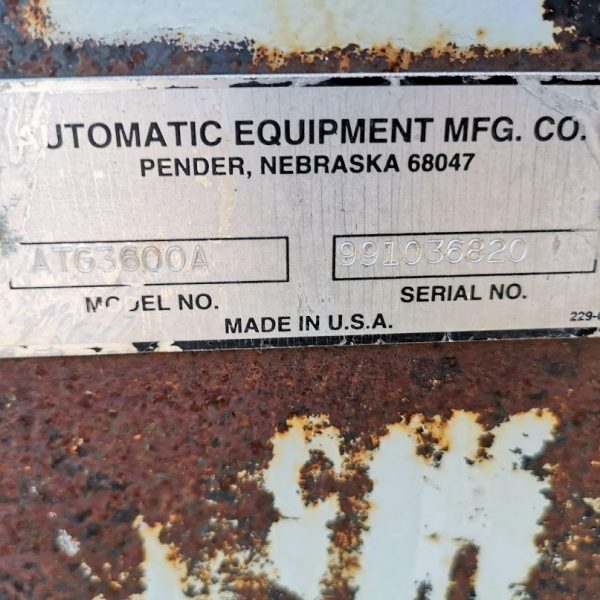 AUTOMATIC EQUIPMENT MFG. CO.
PENDER, NEBRASKA 68047
ATG3600A 991036820
MODEL NO. SERIAL NO.
MADE IN U.S.A.